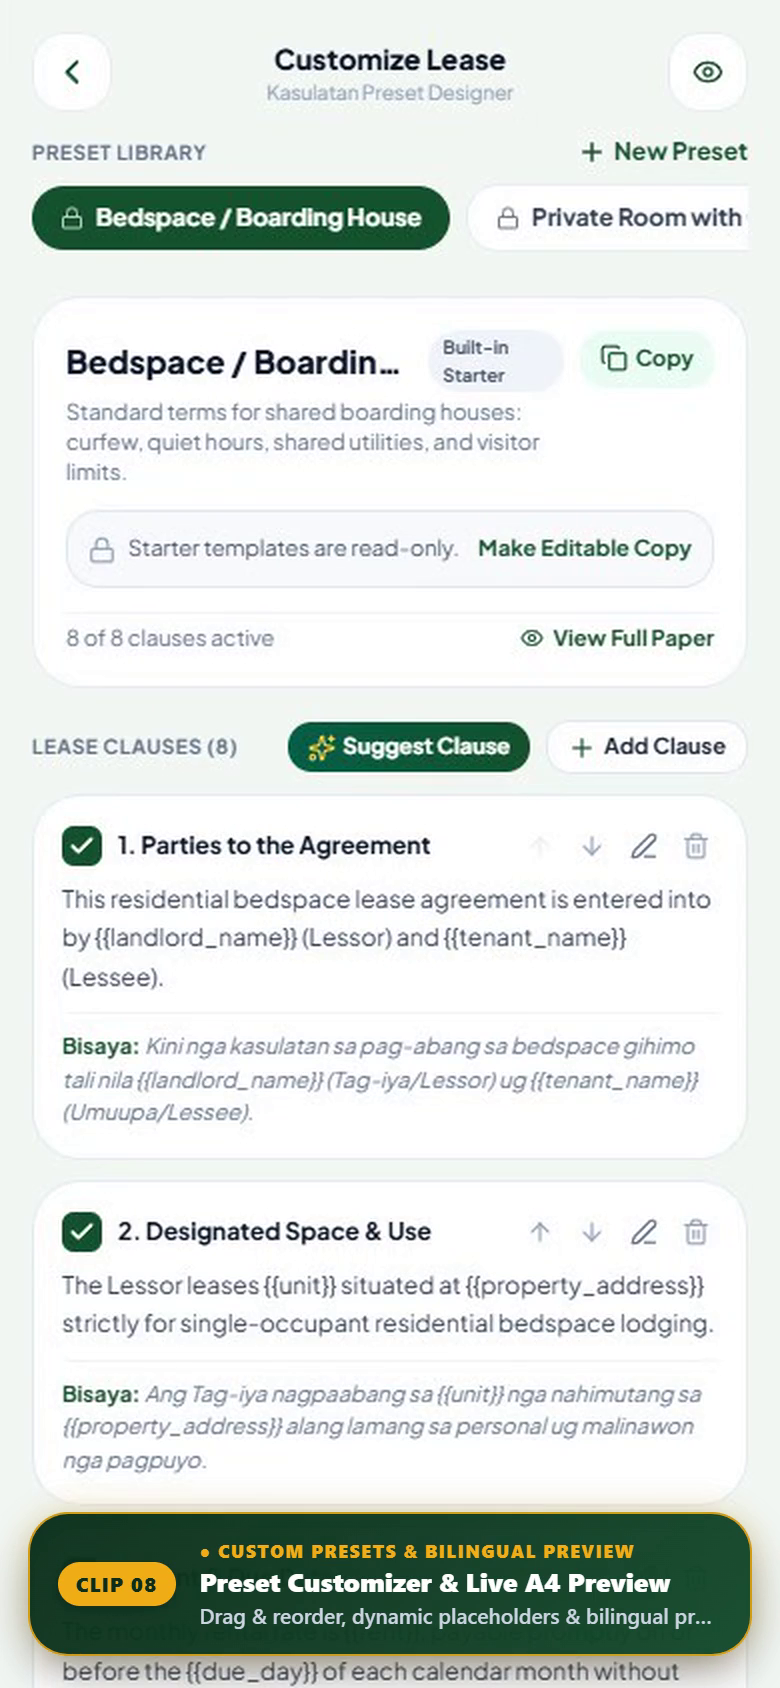 Customize Lease
Kasulatan Preset Designer
PRESET LIBRARY
+ New Preset
Bedspace / Boarding House
Private Room with
Bedspace / Boardin...
Built-in
Starter
Copy
Standard terms for shared boarding houses:
curfew, quiet hours, shared utilities, and visitor
limits.
Starter templates are read-only.
Make Editable Copy
8 of 8 clauses active
View Full Paper
LEASE CLAUSES (8)
Suggest Clause
+ Add Clause
1. Parties to the Agreement
This residential bedspace lease agreement is entered into
by {{landlord_name}} (Lessor) and {{tenant_name}}
(Lessee).
Bisaya: Kini nga kasulatan sa pag-abang sa bedspace gihimo
tali nila {{landlord_name}} (Tag-iya/Lessor) ug {{tenant_name}}
(Umuupa/Lessee).
2. Designated Space & Use
The Lessor leases {{unit}} situated at {{property_address}}
strictly for single-occupant residential bedspace lodging.
Bisaya: Ang Tag-iya nagpaabang sa {{unit}} nga nahimutang sa
{{property_address}} alang lamang sa personal ug malinawon
nga pagpuyo.
CLIP 08
• CUSTOM PRESETS & BILINGUAL PREVIEW
Preset Customizer & Live A4 Preview
Drag & reorder, dynamic placeholders & bilingual pr...
before the {{due_day}} of each calendar month without